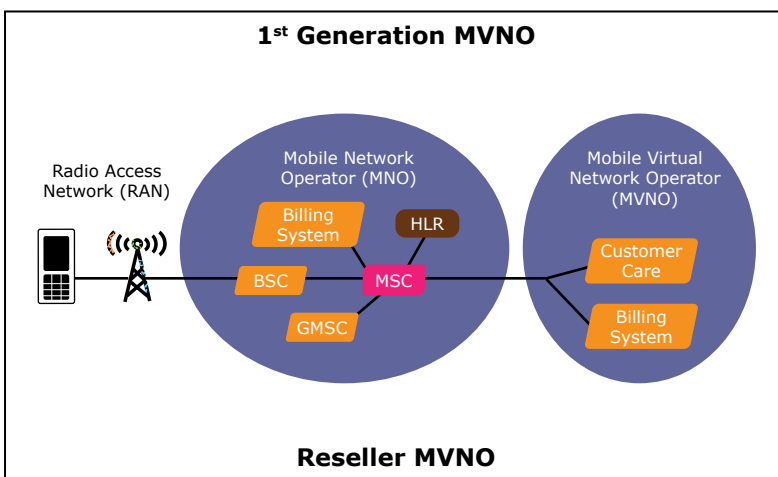 1st Generation MVNO
Radio Access
Network (RAN)
Mobile Network
Operator (MNO)
Billing
System
HLR
BSC
MSC
GMSC
Mobile Virtual
Network Operator
(MVNO)
Customer
Care
Billing
System
Reseller MVNO